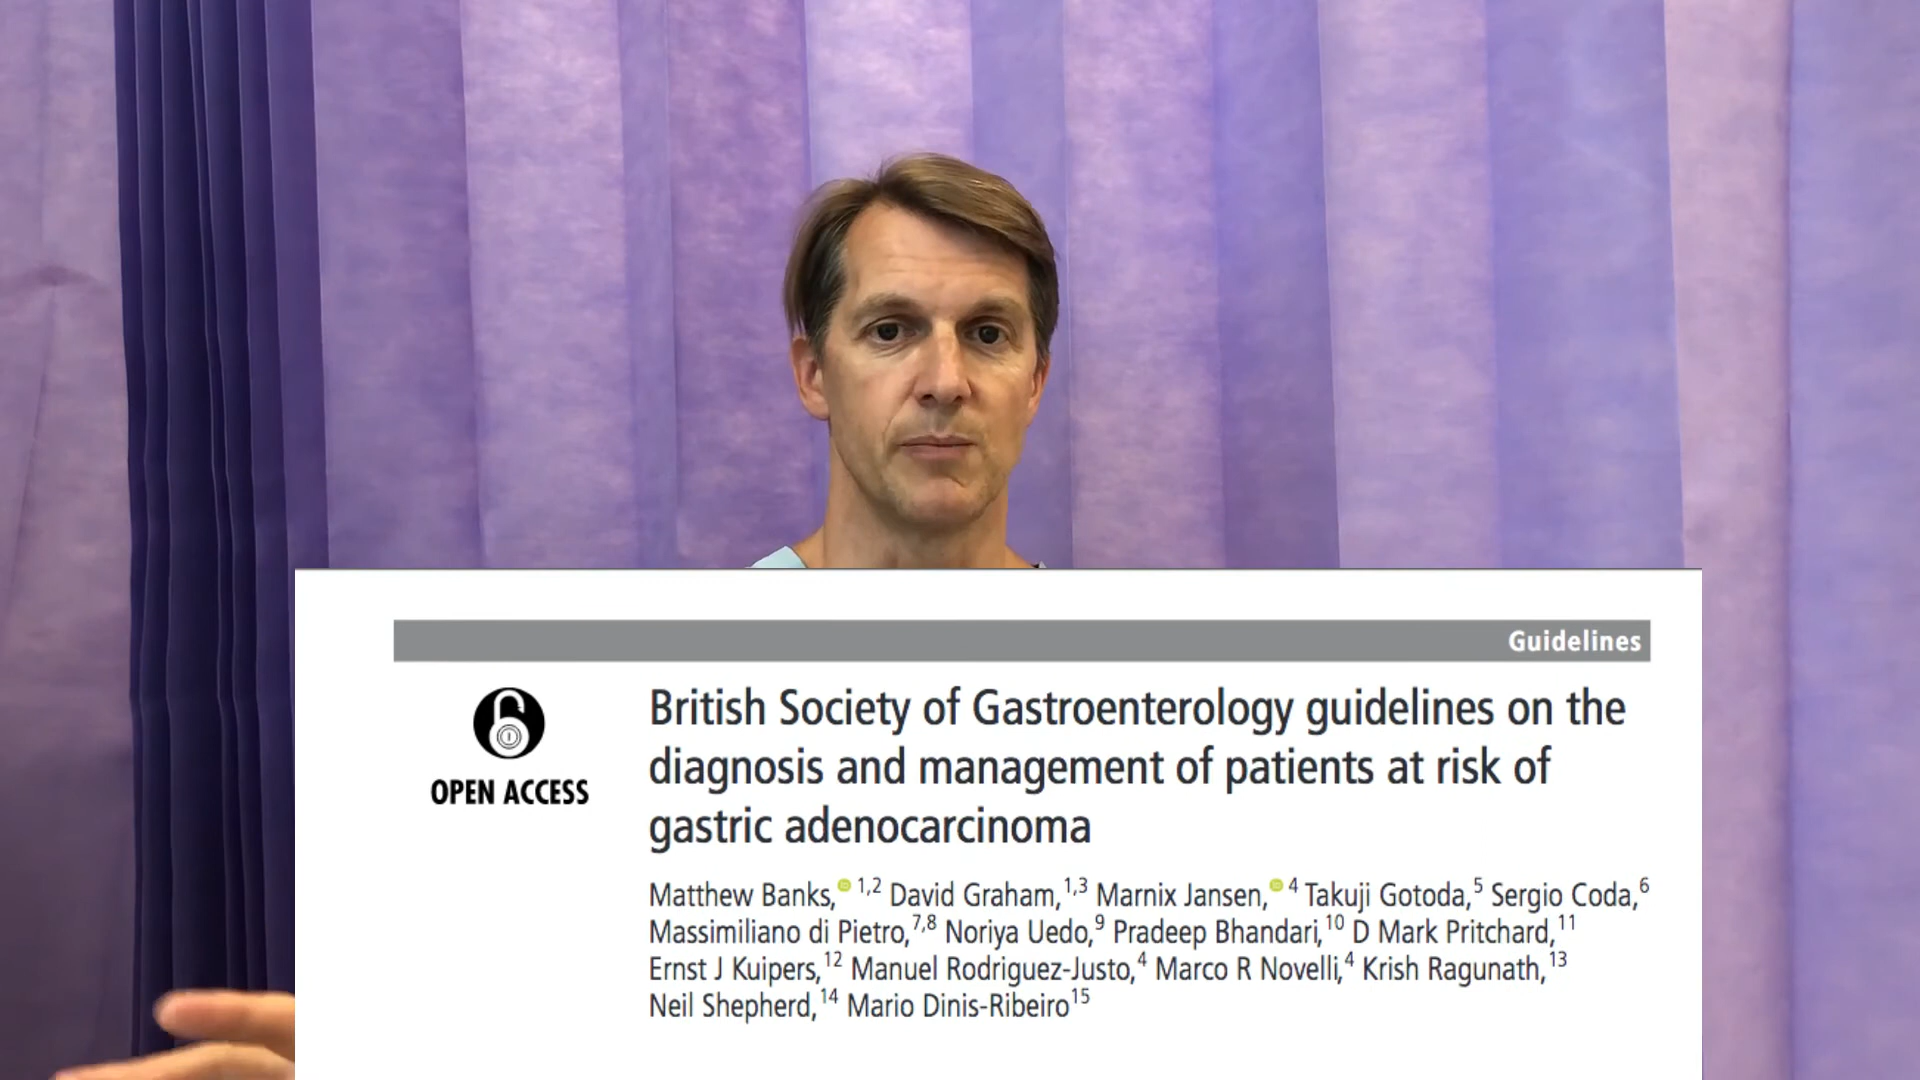 Guidelines
OPEN ACCESS
British Society of Gastroenterology guidelines on the
diagnosis and management of patients at risk of
gastric adenocarcinoma
Matthew Banks, 1,2 David Graham,1,3 Marnix Jansen, 4 Takuji Gotoda,5 Sergio Coda,6
Massimiliano di Pietro,7,8 Noriya Uedo,9 Pradeep Bhandari,10 D Mark Pritchard,11
Ernst J Kuipers,12 Manuel Rodriguez-Justo,4 Marco R Novelli,4 Krish Ragunath,13
Neil Shepherd,14 Mario Dinis-Ribeiro15